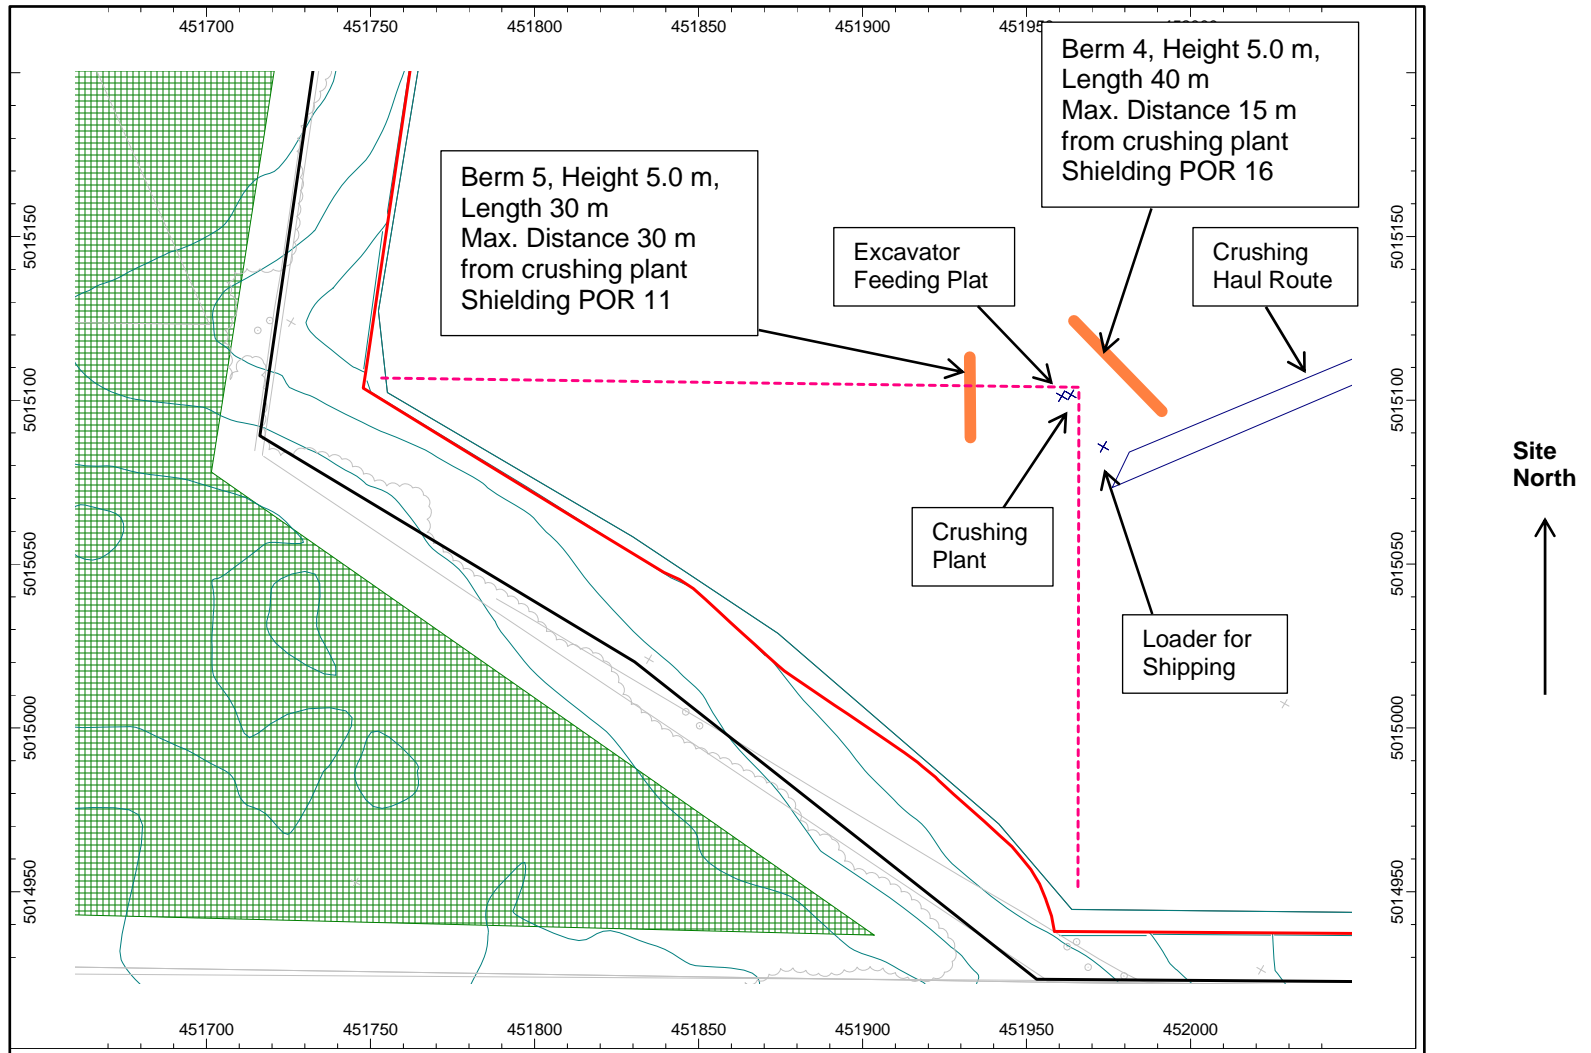 451700
451750
451800
451850
451900
451950
452000
Berm 4, Height 5.0 m,
Length 40 m
Max. Distance 15 m
from crushing plant
Shielding POR 16
Berm 5, Height 5.0 m,
Length 30 m
Max. Distance 30 m
from crushing plant
Shielding POR 11
Excavator
Feeding Plat
Crushing
Haul Route
5015150
5015150
5015100
5015100
Site
North
Crushing
Plant
5015050
5015050
Loader for
Shipping
5015000
5015000
5014950
5014950
451700
451750
451800
451850
451900
451950
452000